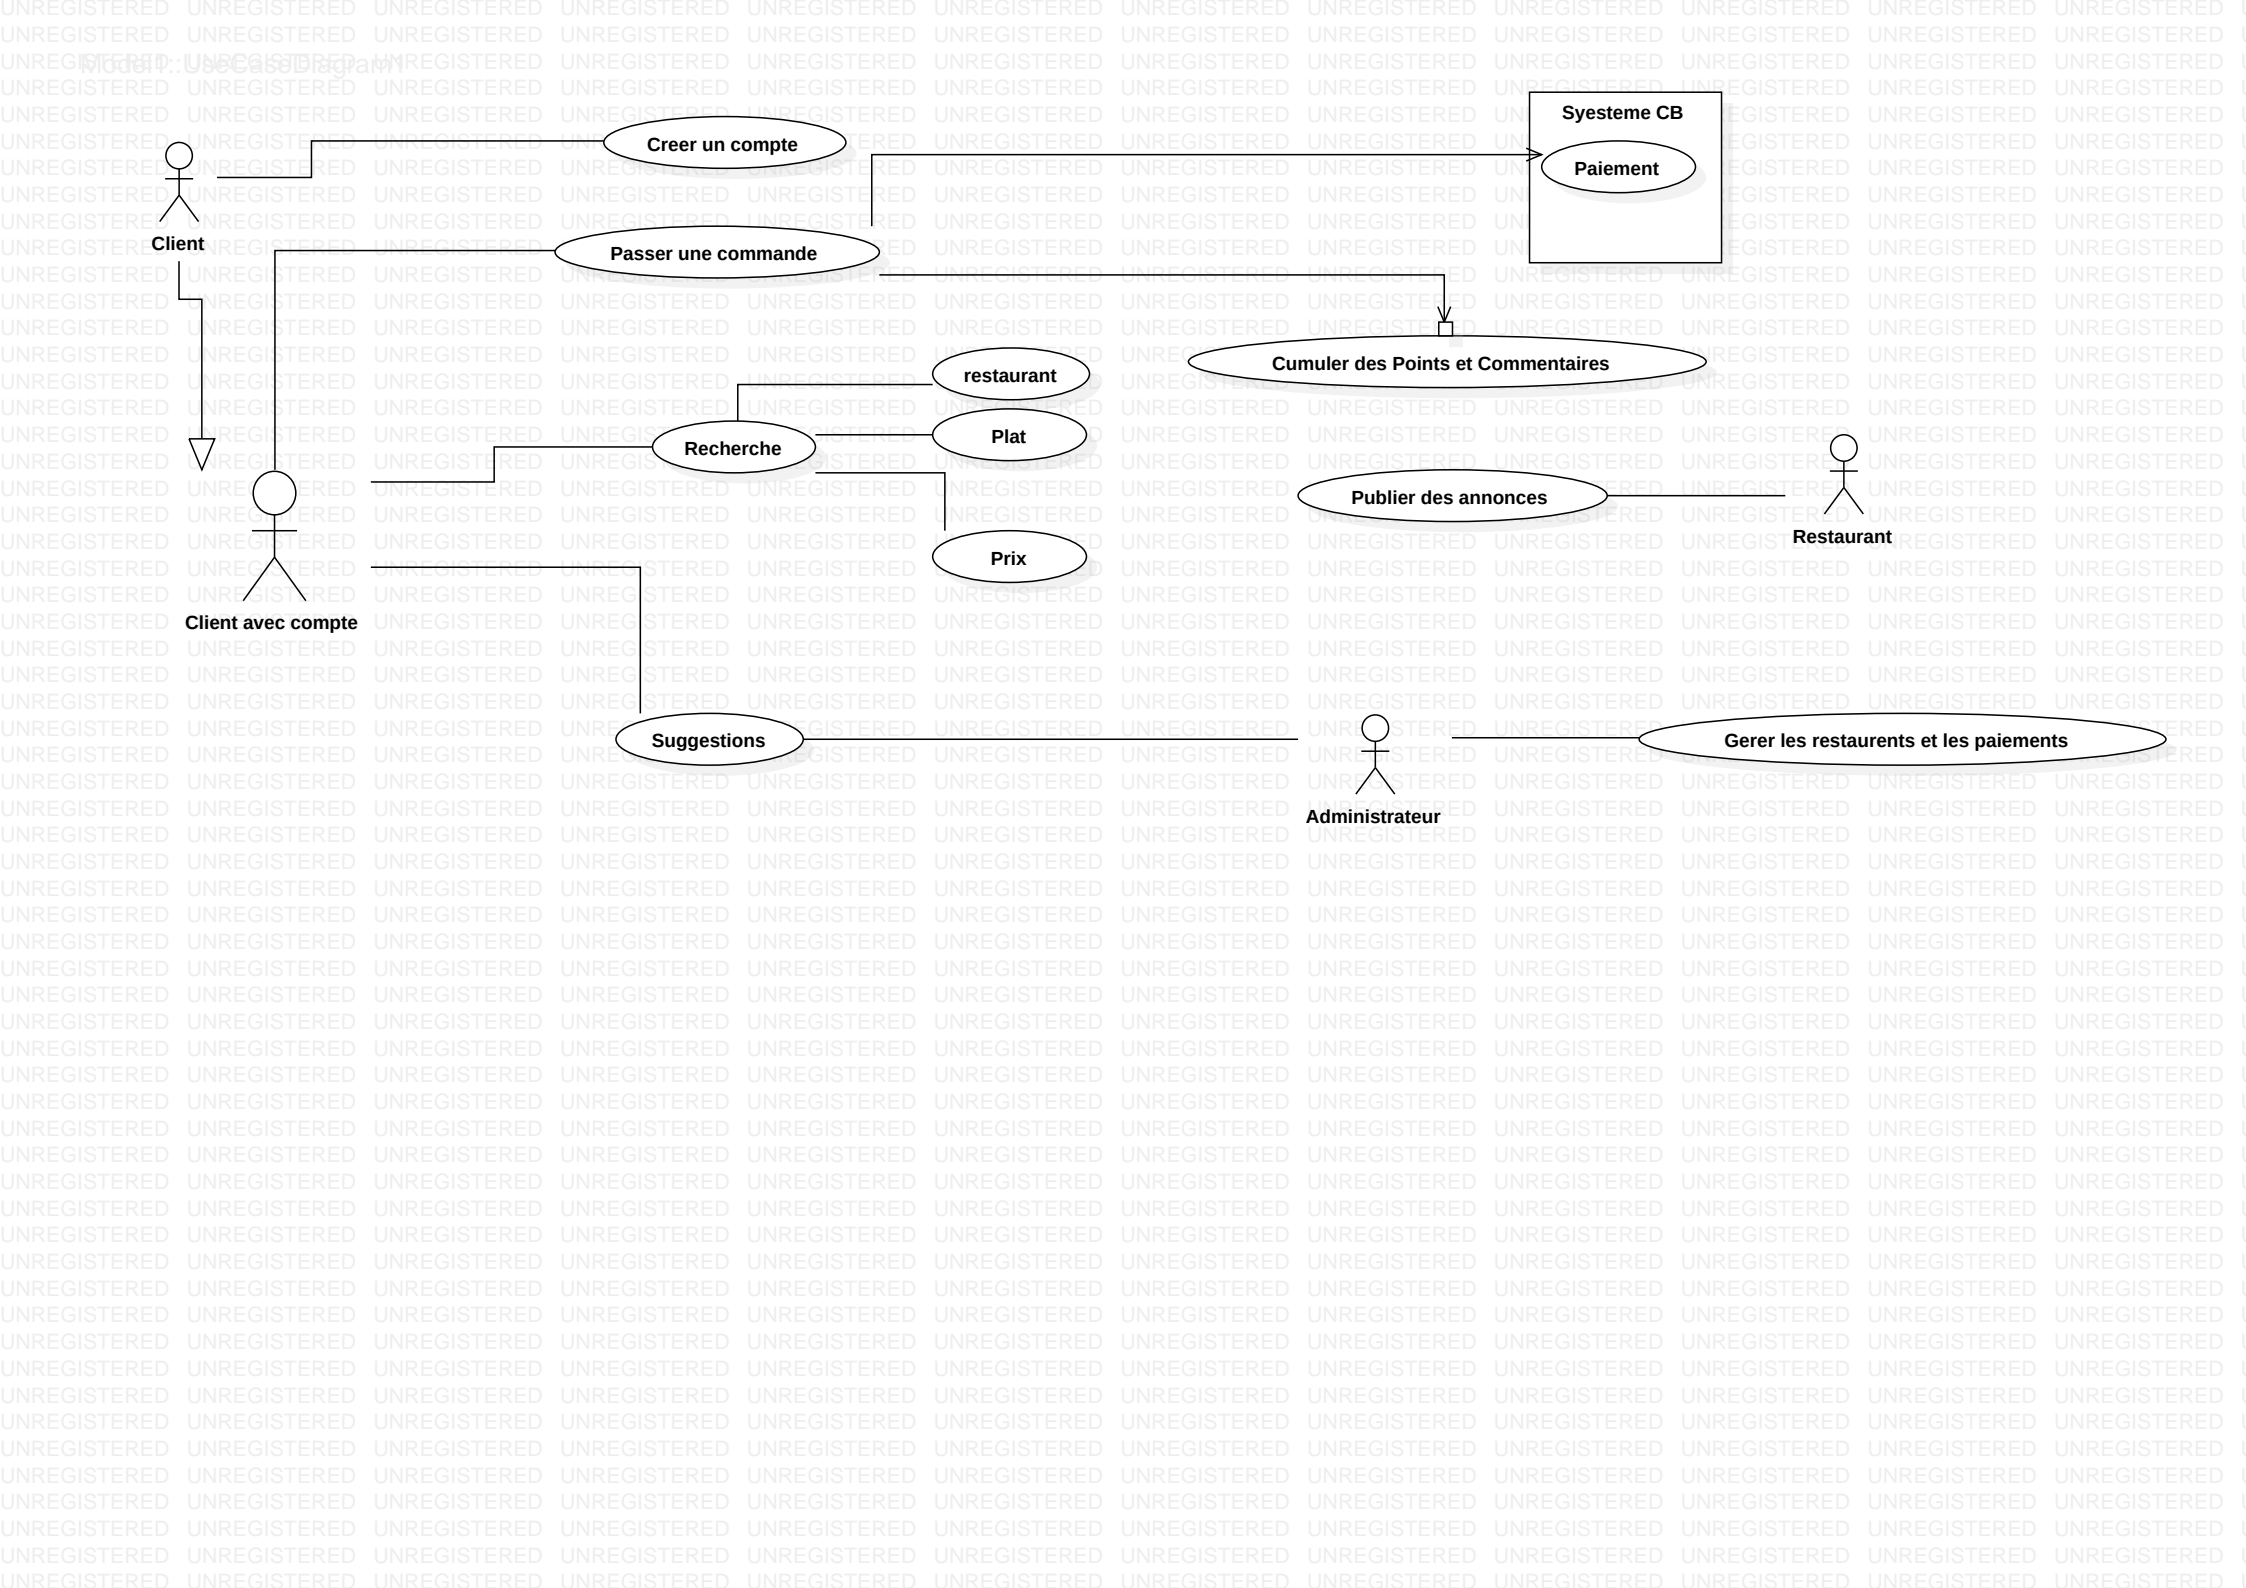 Model1::UseCaseDiagram1
Syesteme CB
Creer un compte
Paiement
Client
Passer une commande
Cumuler des Points et Commentaires
restaurant
Plat
Recherche
Publier des annonces
Restaurant
Prix
Client avec compte
Suggestions
Gerer les restaurents et les paiements
Administrateur
UNREGISTERED